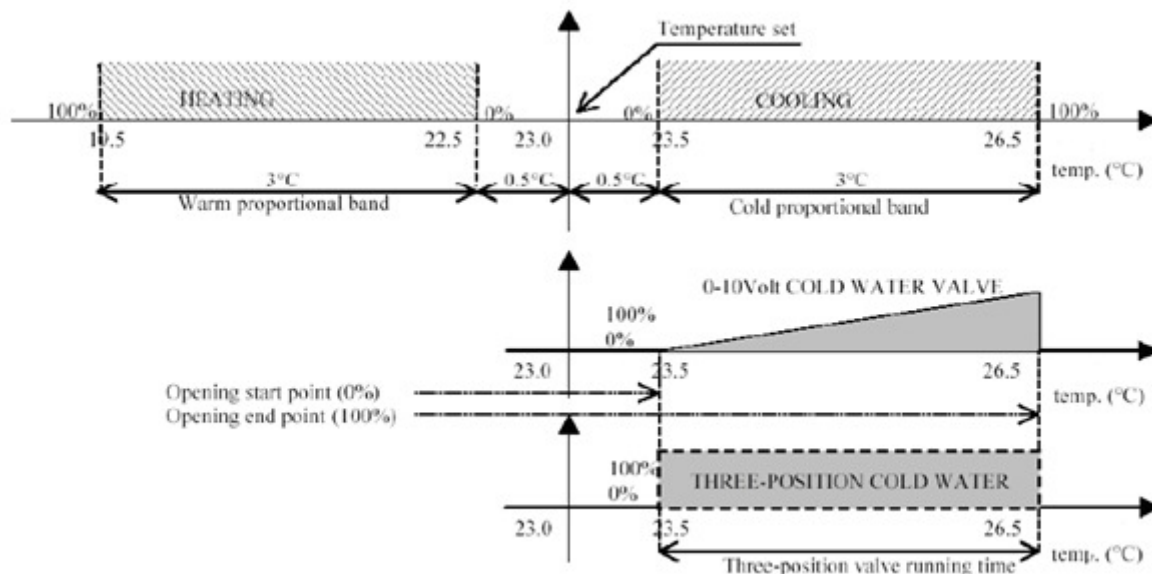 Temperature set
HEATING
COOLING
100% 0% 0% 100%
19.5 22.5 23.0 23.5 26.5
temp. (°C)
3°C 0.5°C 0.5°C 3°C
Warm proportional band
Cold proportional band
0-10Volt COLD WATER VALVE
100%
0%
23.0 23.5 26.5
Opening start point (0%)
temp. (°C)
Opening end point (100%)
100%
0%
THREE-POSITION COLD WATER
23.0 23.5 26.5
temp. (°C)
Three-position valve running time